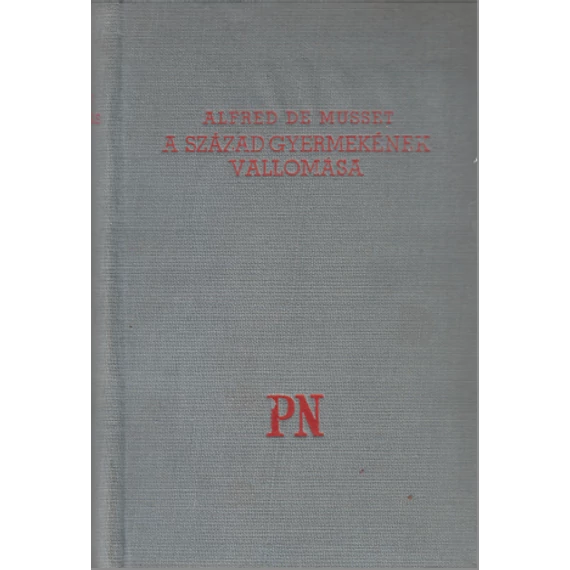 ALFRED DE MUSSET
A SZÁZAD GYERMEKÉNEK
VALLOMÁSA
PN